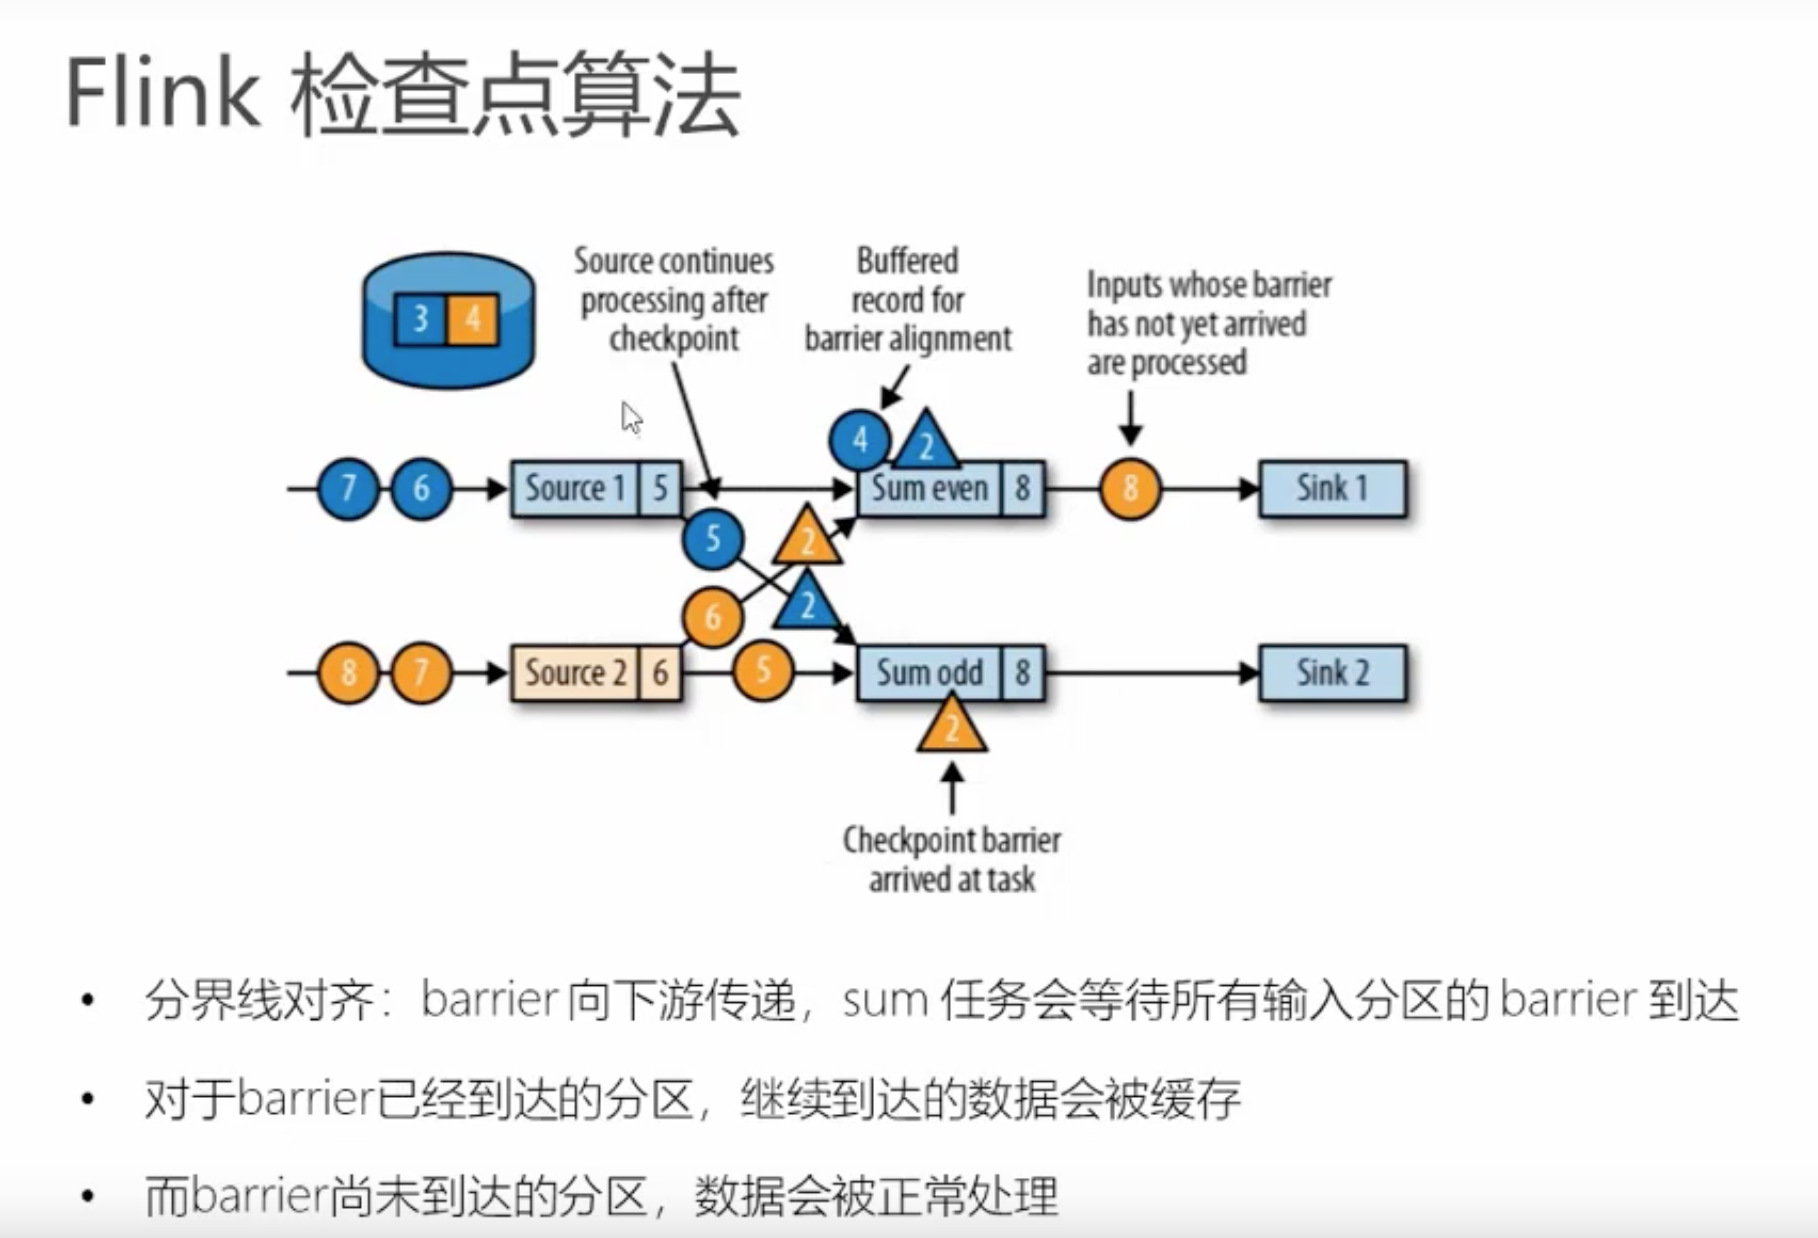 Flink 检查点算法
Source continues
processing after
checkpoint
Buffered
record for
barrier alignment
Inputs whose barrier
has not yet arrived
are processed
3 4
4 2
7 6 Source 1 5 Sum even 8 8 Sink 1
5 2
6 2
8 7 Source 2 6 5 Sum odd 8 Sink 2
2
Checkpoint barrier
arrived at task
• 分界线对齐：barrier 向下游传递，sum 任务会等待所有输入分区的 barrier 到达
• 对于barrier已经到达的分区，继续到达的数据会被缓存
• 而barrier尚未到达的分区，数据会被正常处理